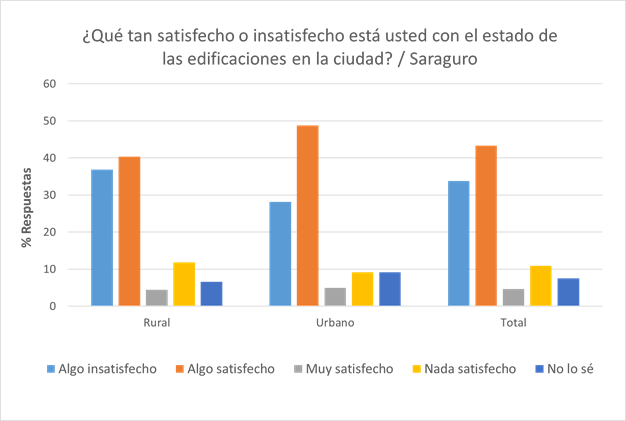 ¿Qué tan satisfecho o insatisfecho está usted con el estado de
las edificaciones en la ciudad? / Saraguro
60
50
40
30
20
10
0
% Respuestas
Rural
Urbano
Total
Algo insatisfecho
Algo satisfecho
Muy satisfecho
Nada satisfecho
No lo sé